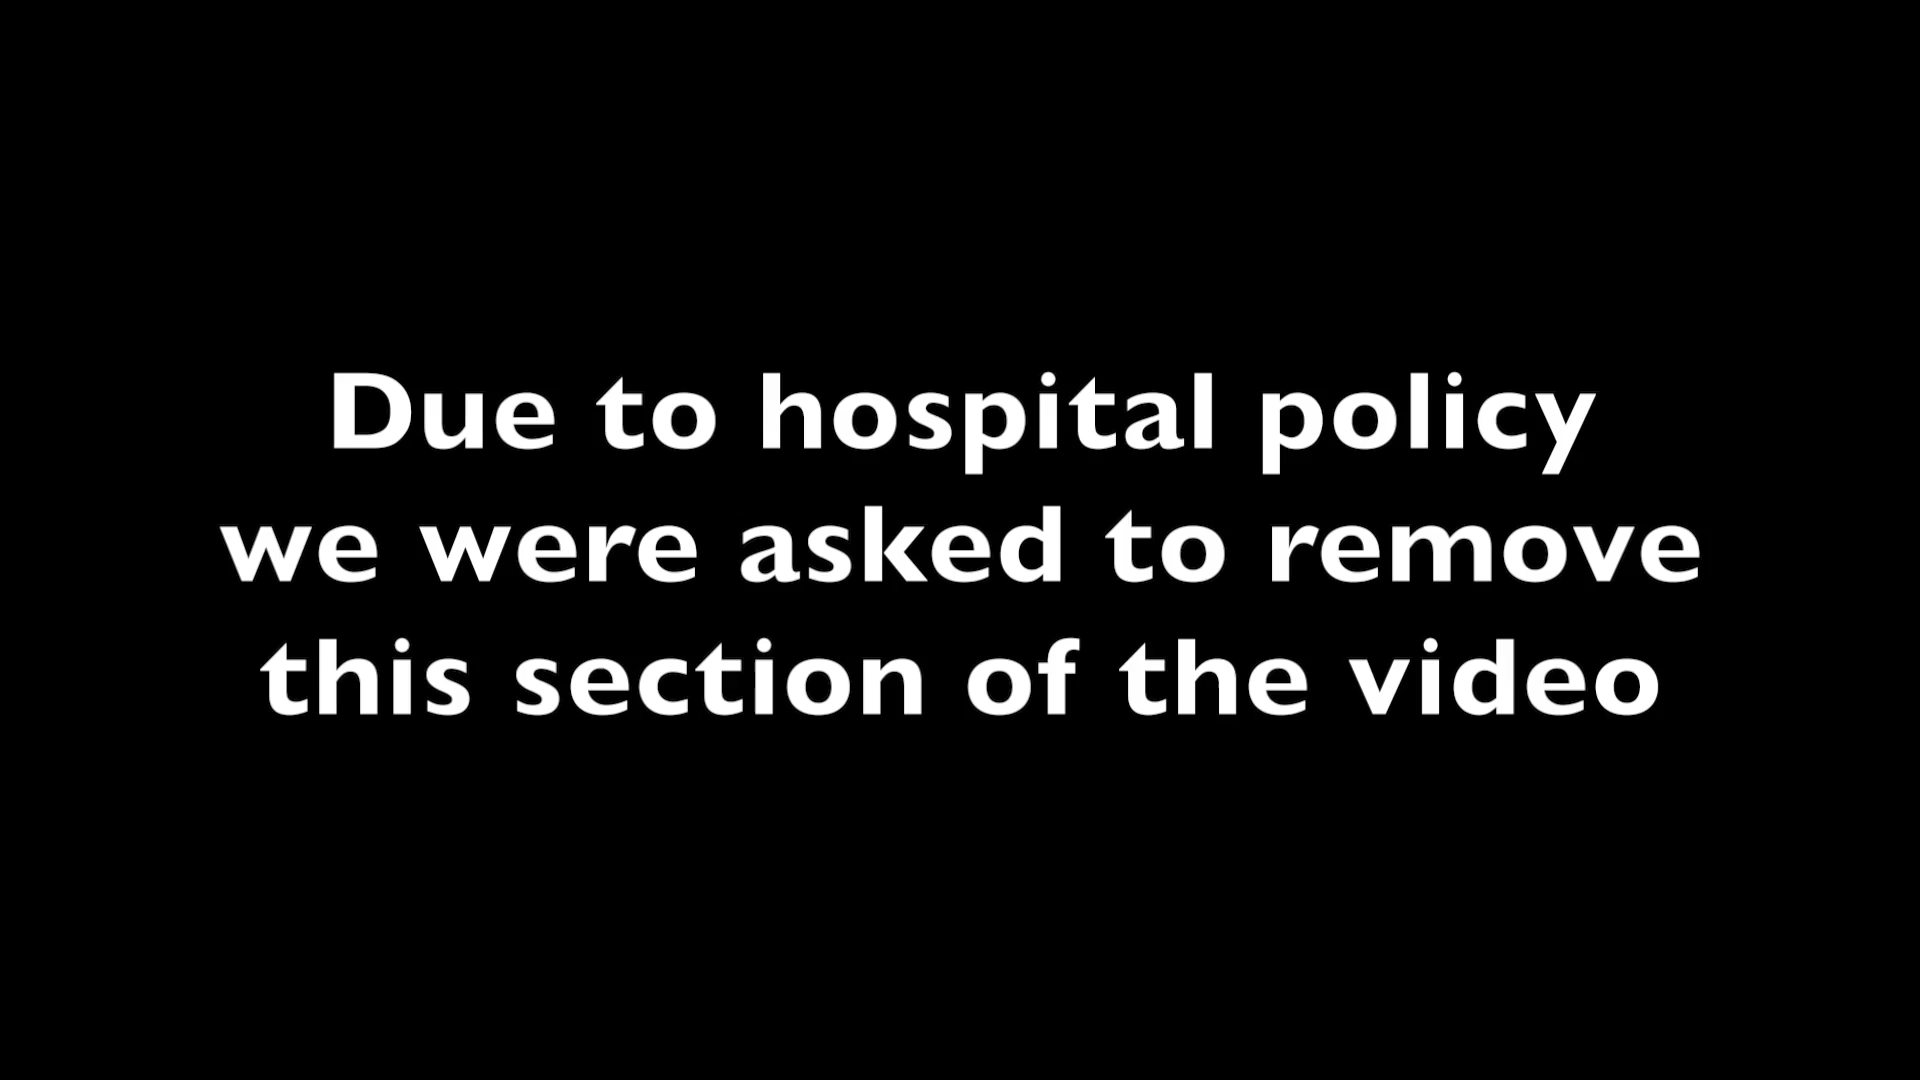 Due to hospital policy
we were asked to remove
this section of the video